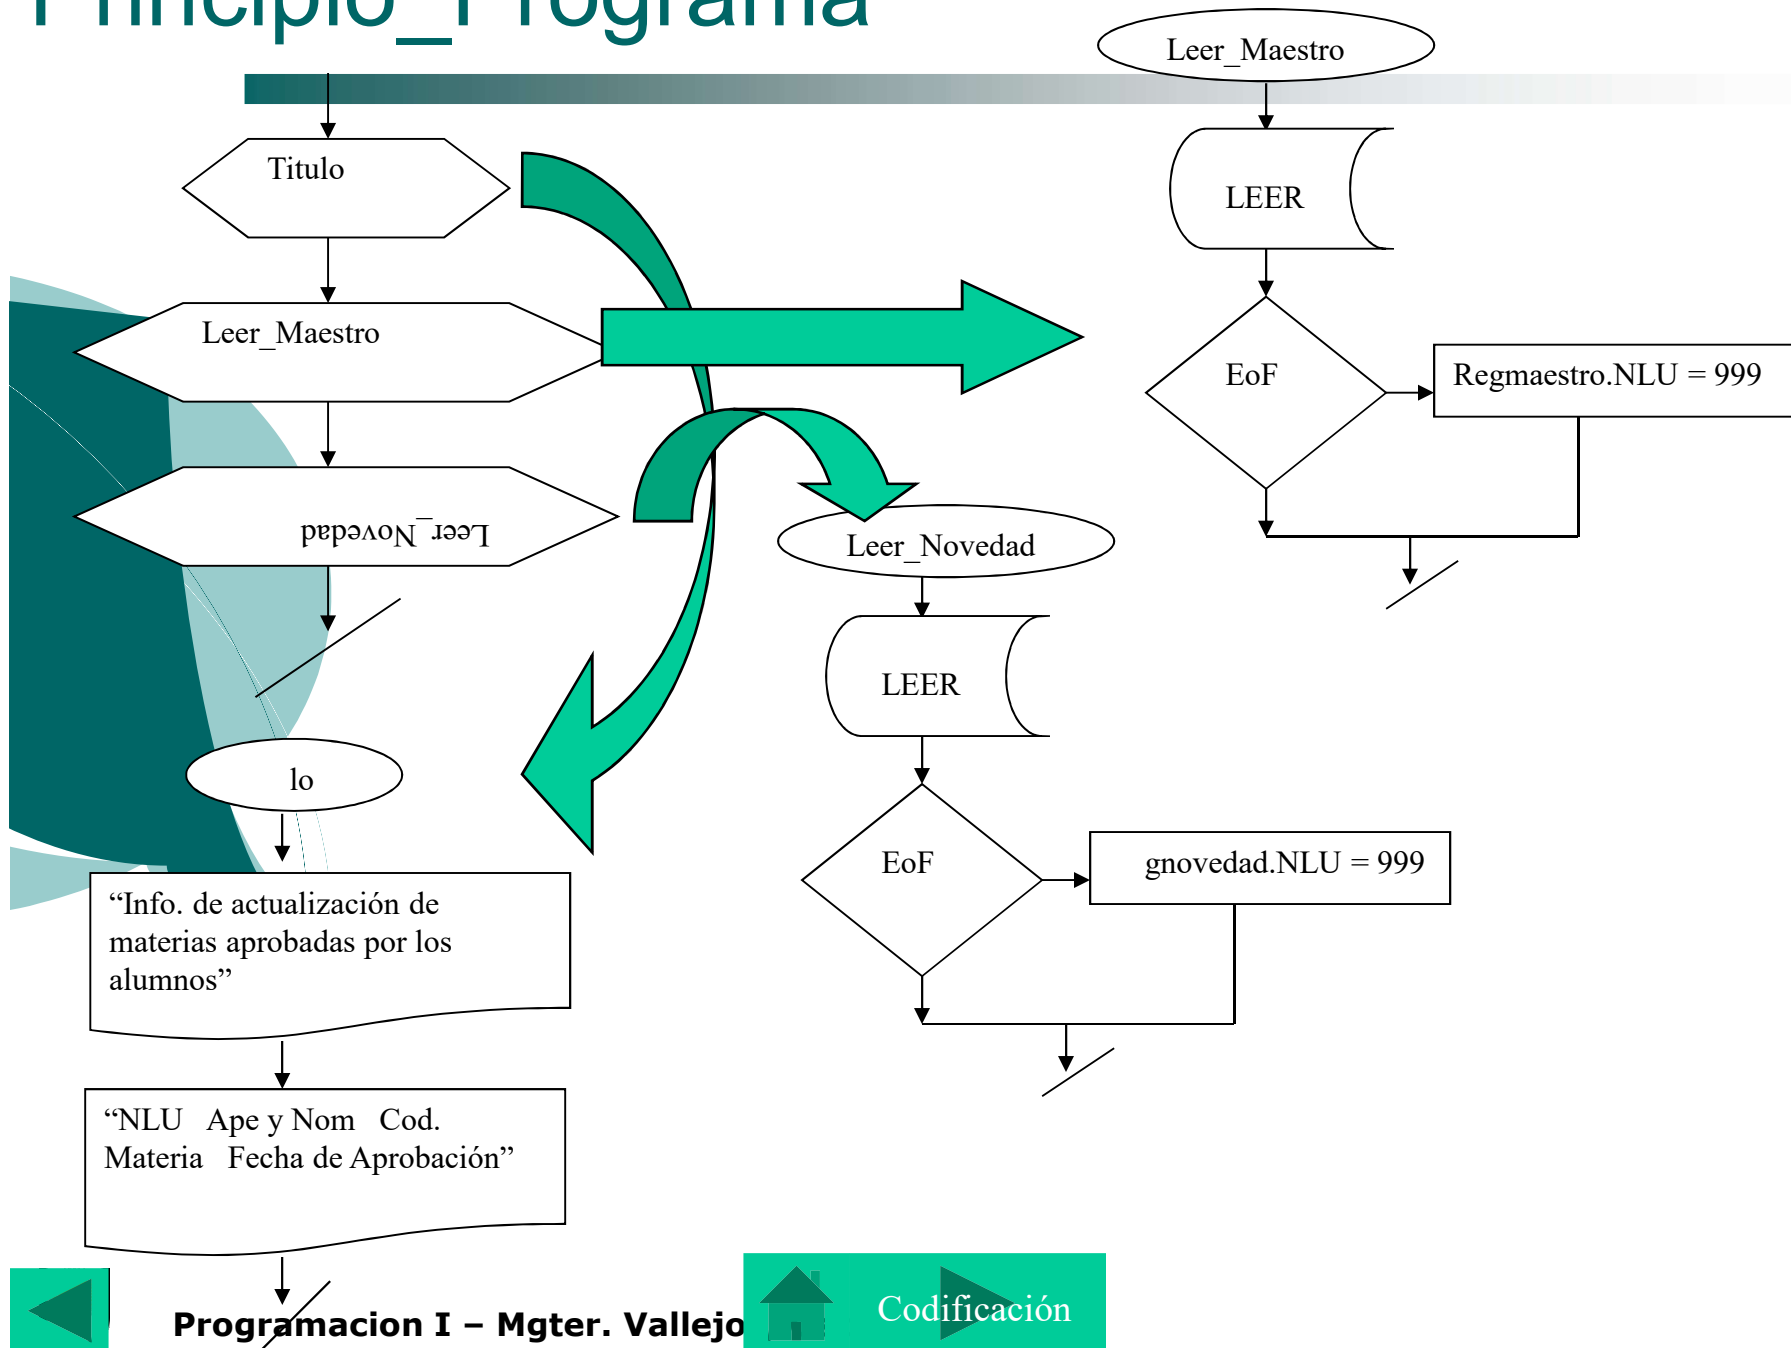 Principio_Programa
Titulo
Leer_Maestro
Leer_Novedad
lo
“Info. de actualización de
materias aprobadas por los
alumnos”
“NLU Ape y Nom Cod.
Materia Fecha de Aprobación”
Leer_Maestro
LEER
EoF
Regmaestro.NLU = 999
Leer_Novedad
LEER
EoF
gnovedad.NLU = 999
Programacion I – Mgter. Vallejo
Codificación